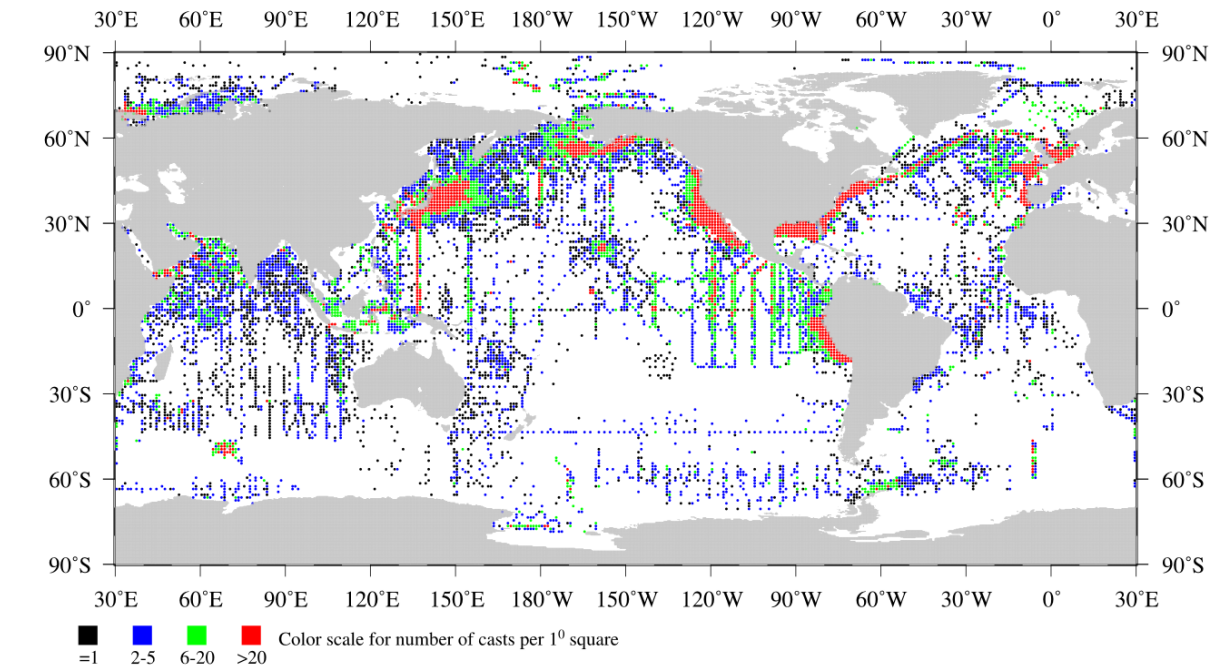 30˚E 60˚E 90˚E 120˚E 150˚E 180˚W 150˚W 120˚W 90˚W 60˚W 30˚W 0˚ 30˚E
90˚N 90˚N
60˚N 60˚N
30˚N 30˚N
0˚ 0˚
30˚S 30˚S
60˚S 60˚S
90˚S 90˚S
30˚E 60˚E 90˚E 120˚E 150˚E 180˚W 150˚W 120˚W 90˚W 60˚W 30˚W 0˚ 30˚E
Color scale for number of casts per 1⁰ square
=1 2-5 6-20 >20